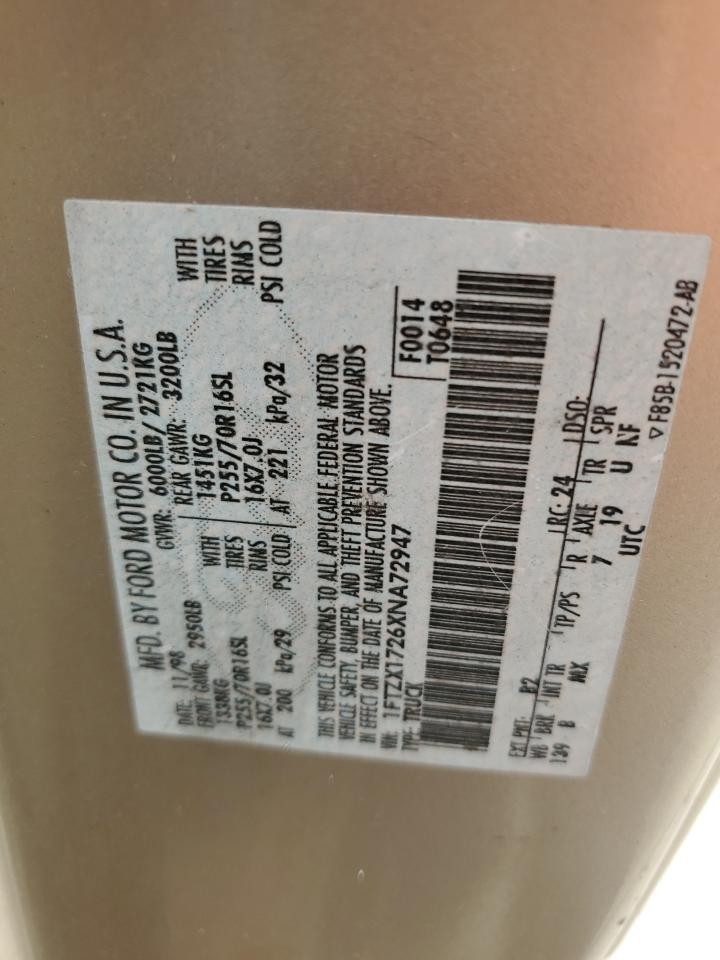 MFD. BY FORD MOTOR CO. IN U.S.A.
DATE: 11/98 GVWR: 6000LB/ 2721KG
FRONT GAWR: 2950LB REAR GAWR: 3200LB
1338KG WITH 1451KG WITH
P255/70R16SL TIRES P255/70R16SL TIRES
16X7.0J RIMS 16X7.0J RIMS
AT 200 kPa/29 PSI COLD AT 221 kPa/32 PSI COLD
THIS VEHICLE CONFORMS TO ALL APPLICABLE FEDERAL MOTOR
VEHICLE SAFETY, BUMPER, AND THEFT PREVENTION STANDARDS
IN EFFECT ON THE DATE OF MANUFACTURE SHOWN ABOVE.
VIN: 1FTZX1726XNA72947 F0014
TYPE: TRUCK T0648
EXT PNT: B2 RC: 24 DSO:
WB BRK INT TR TP/PS R AXLE TR SPR
139 B MX 7 19 U NF
UTC
▽ F85B-1520472-AB